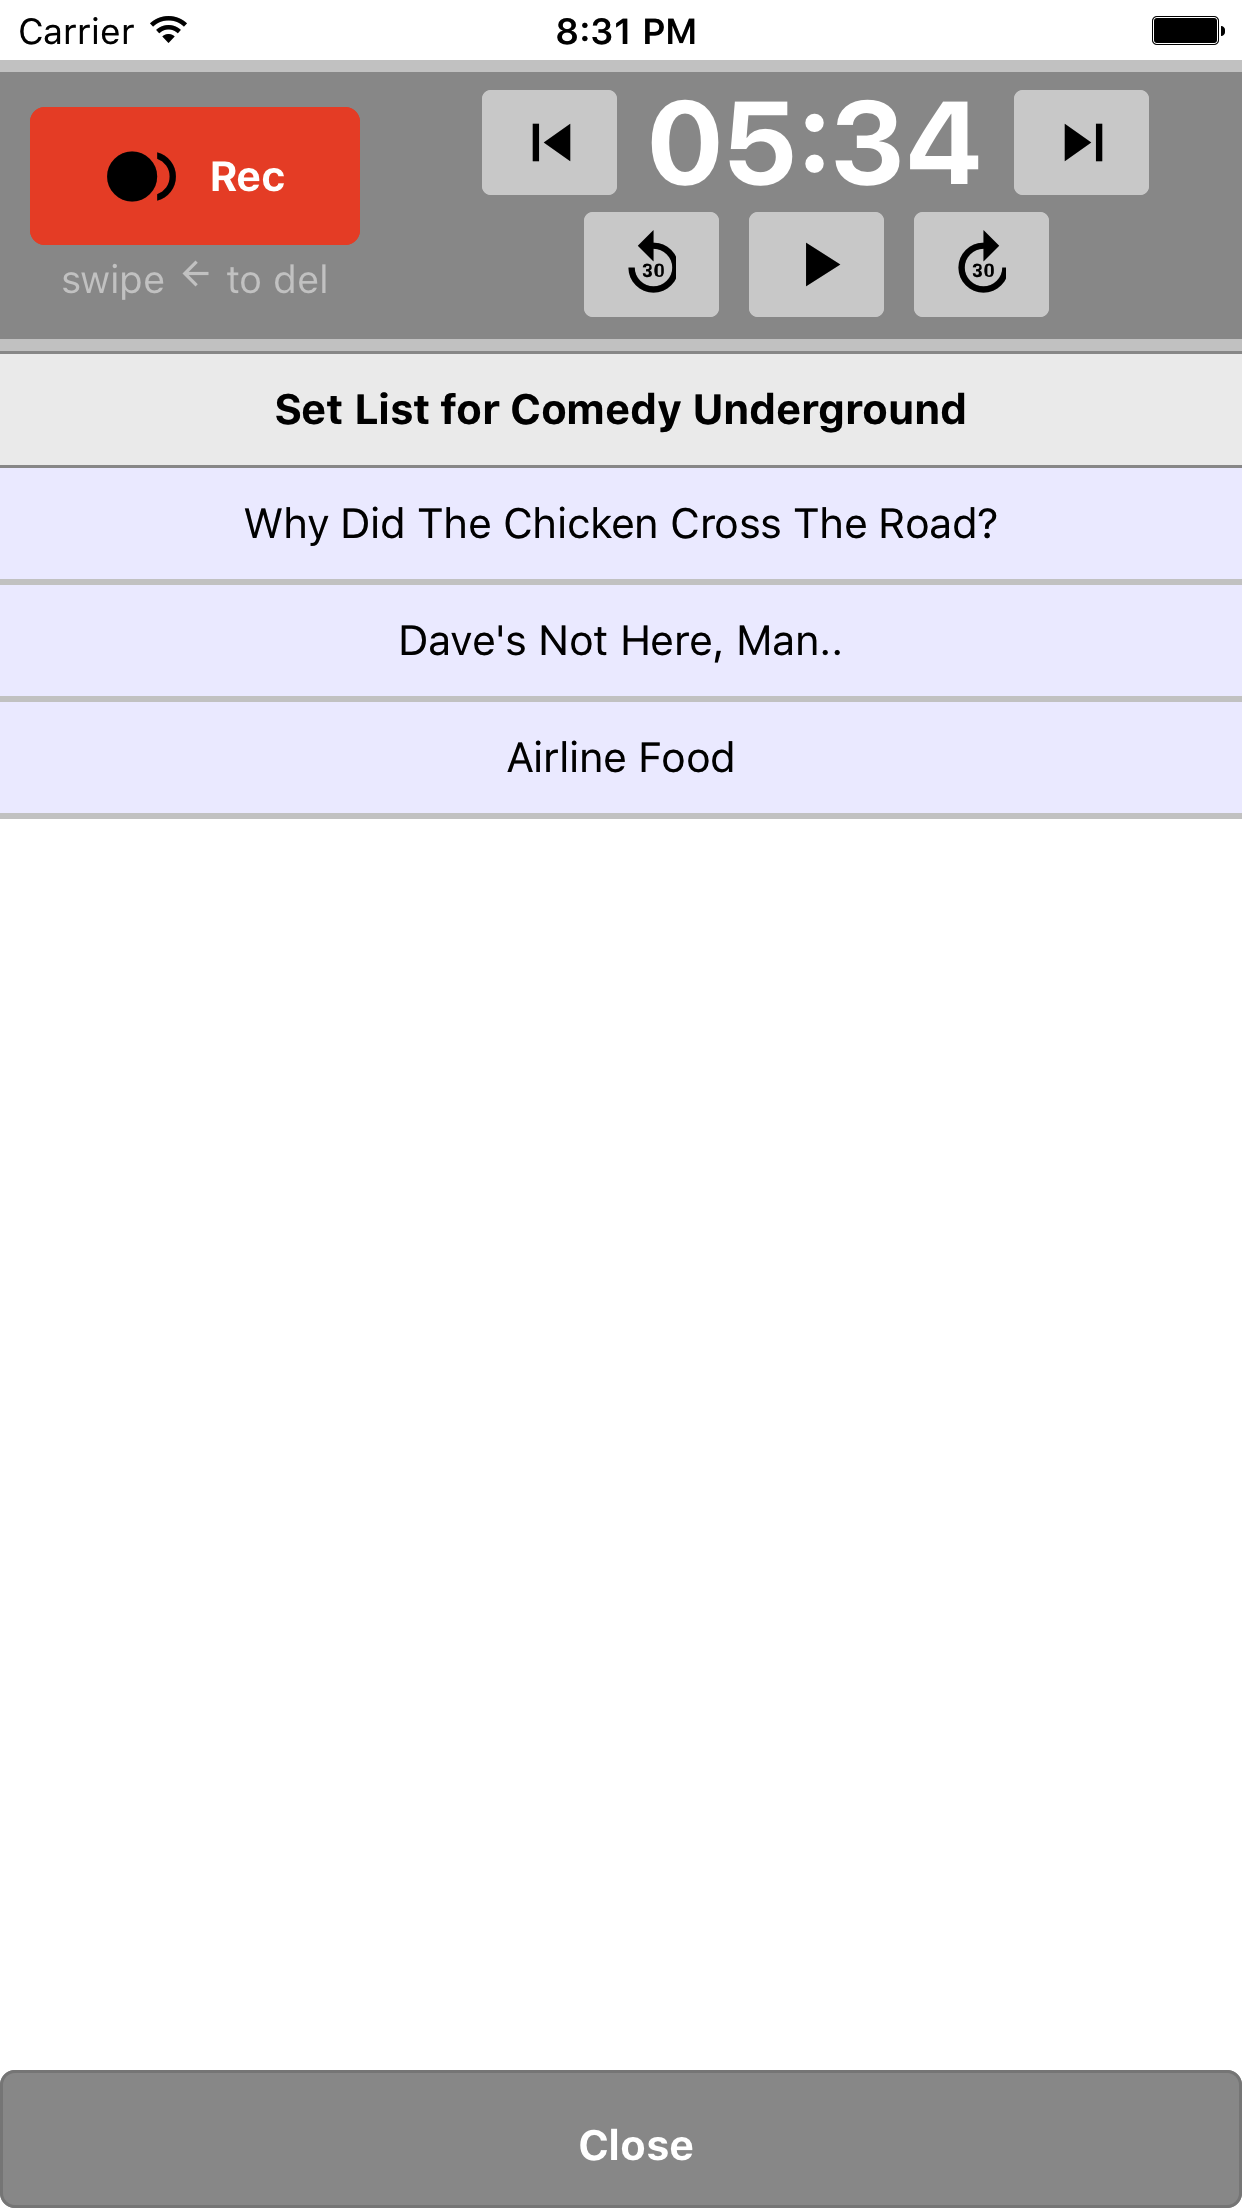 Carrier 8:31 PM
Rec
05:34
swipe ← to del
30 30
Set List for Comedy Underground
Why Did The Chicken Cross The Road?
Dave's Not Here, Man..
Airline Food
Close